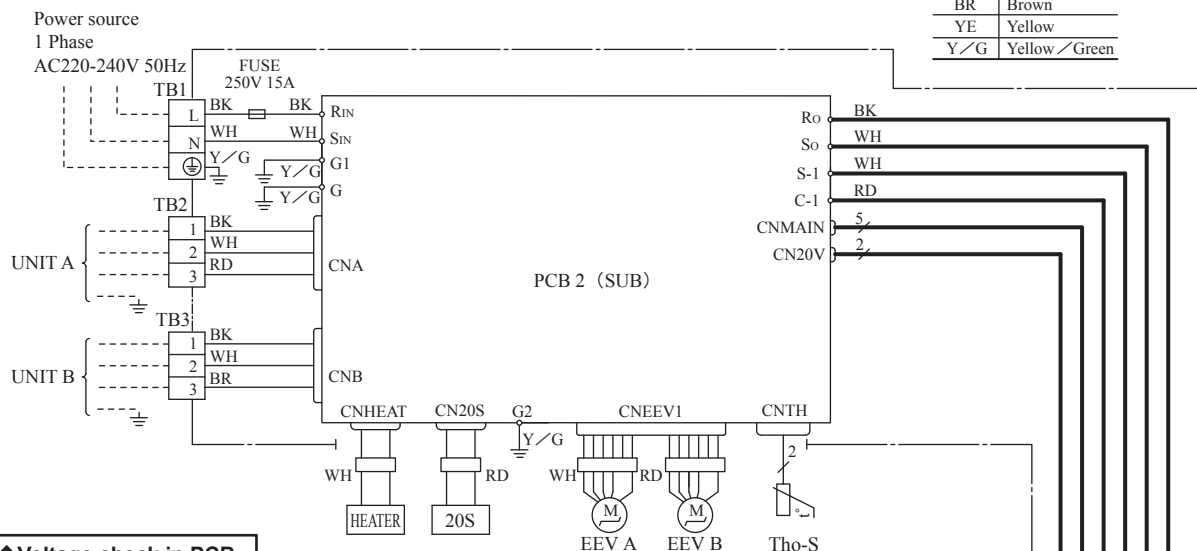 BR Brown
YE Yellow
Y/G Yellow/Green
Power source
1 Phase
AC220-240V 50Hz
FUSE
250V 15A
TB1
L BK BK RIN
N WH WH SIN
Y/G
Y/G G1
Y/G G
TB2
UNIT A
1 BK
2 WH
3 RD
CNA
TB3
UNIT B
1 BK
2 WH
3 BR
CNB
PCB 2 (SUB)
RO BK
SO WH
S-1 WH
C-1 RD
CNMAIN 5
CN20V 2
CNHEAT CN20S G2 CNEEV1 CNTH
Y/G
2
WH RD WH RD
HEATER 20S M M t°
EEV A EEV B Tho-S
Voltage check in PCB